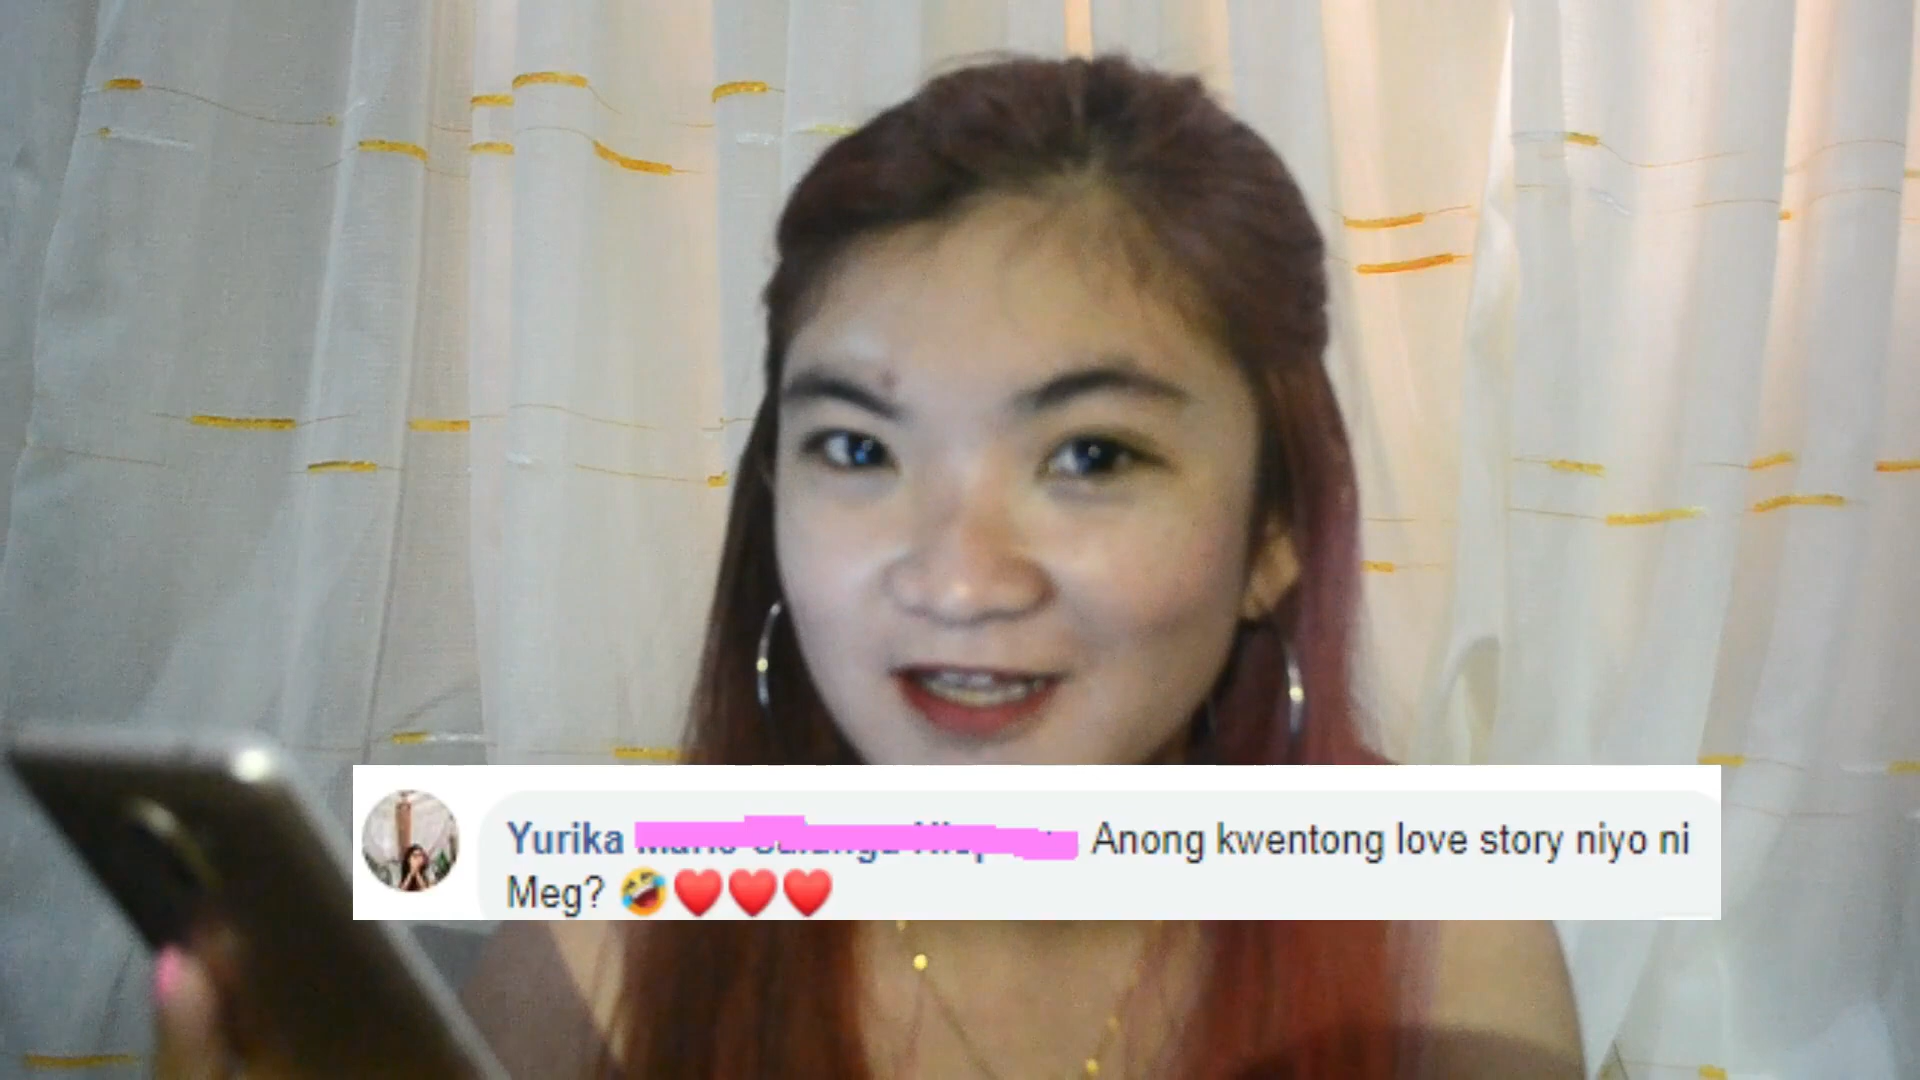 Yurika Anong kwentong love story niyo ni
Meg? 🤣❤️❤️❤️